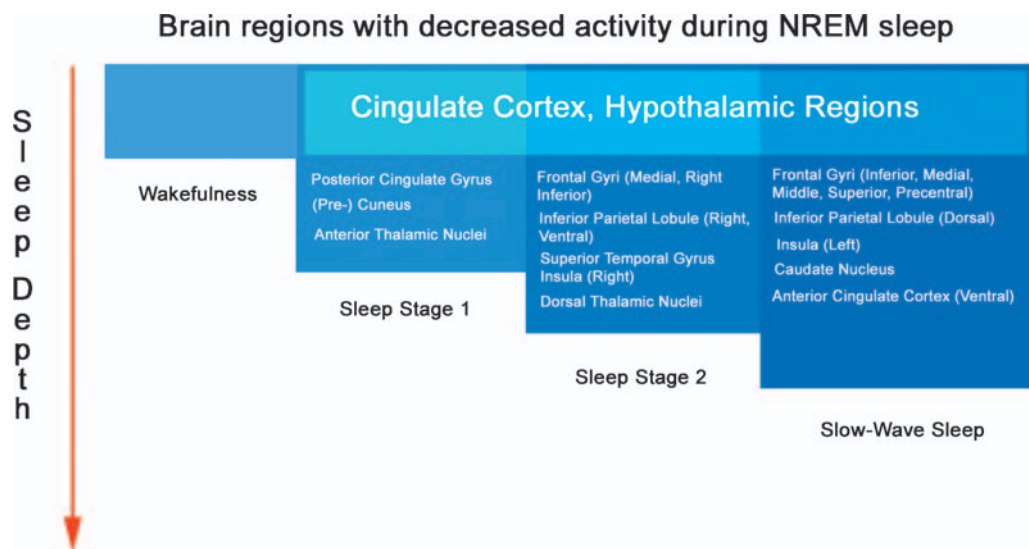 Brain regions with decreased activity during NREM sleep
Sleep Depth
Cingulate Cortex, Hypothalamic Regions
Wakefulness
Posterior Cingulate Gyrus
(Pre-) Cuneus
Anterior Thalamic Nuclei
Sleep Stage 1
Frontal Gyri (Medial, Right
Inferior)
Inferior Parietal Lobule (Right,
Ventral)
Superior Temporal Gyrus
Insula (Right)
Dorsal Thalamic Nuclei
Sleep Stage 2
Frontal Gyri (Inferior, Medial,
Middle, Superior, Precentral)
Inferior Parietal Lobule (Dorsal)
Insula (Left)
Caudate Nucleus
Anterior Cingulate Cortex (Ventral)
Slow-Wave Sleep